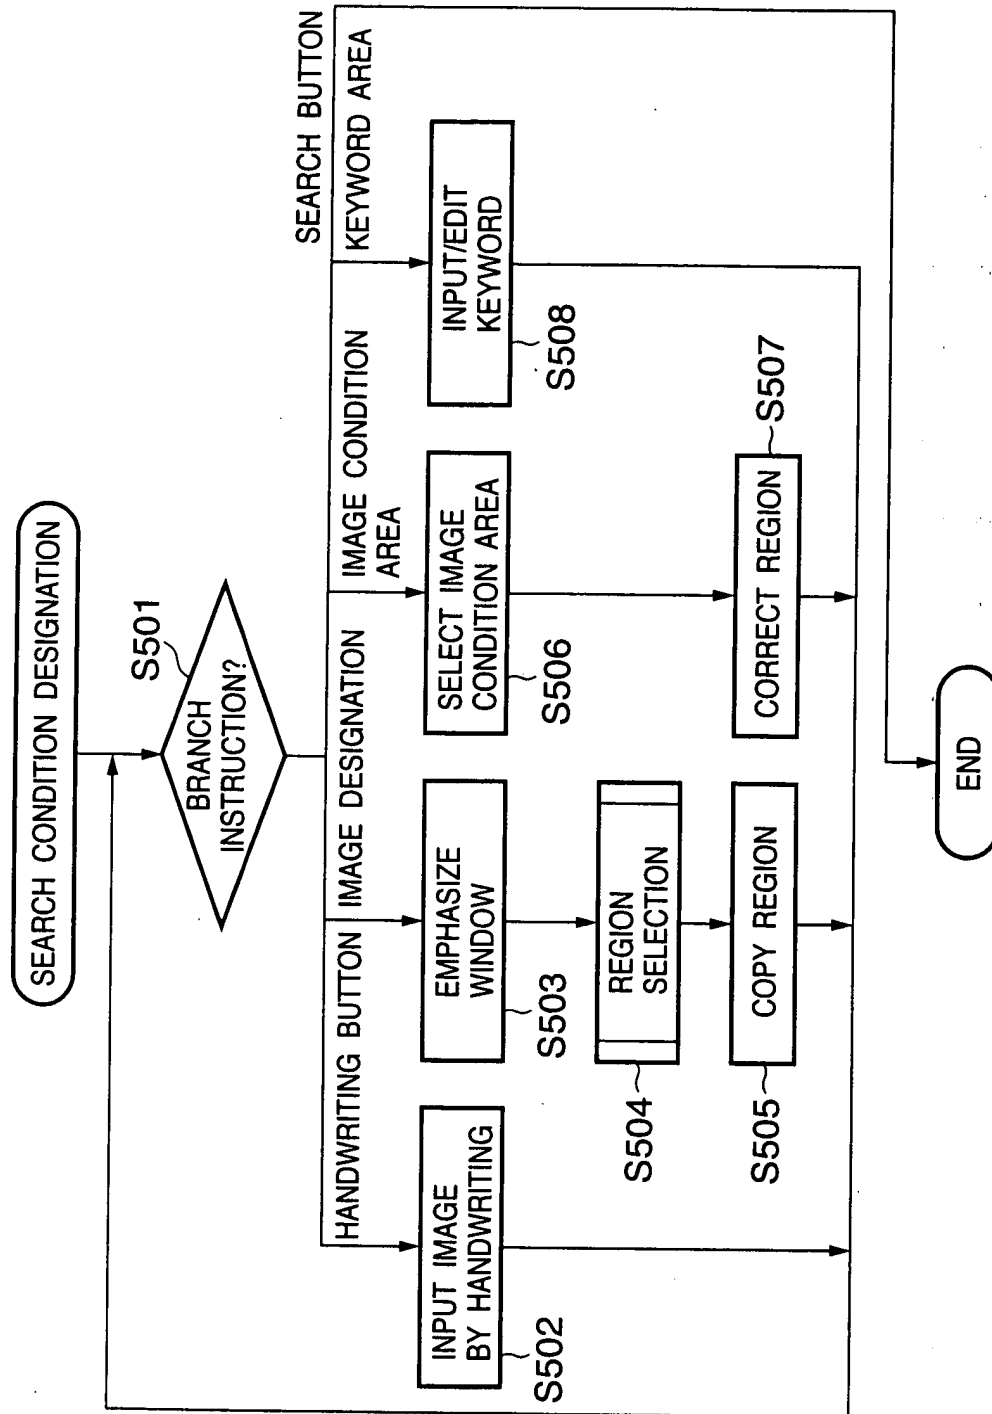 SEARCH CONDITION DESIGNATION
S501
BRANCH
INSTRUCTION?
SEARCH BUTTON
HANDWRITING BUTTON
IMAGE DESIGNATION
IMAGE CONDITION
AREA
KEYWORD AREA
INPUT IMAGE
BY HANDWRITING
S502
EMPHASIZE
WINDOW
S503
SELECT IMAGE
CONDITION AREA
S506
INPUT/EDIT
KEYWORD
S508
REGION
SELECTION
S504
COPY REGION
S505
CORRECT REGION
S507
END